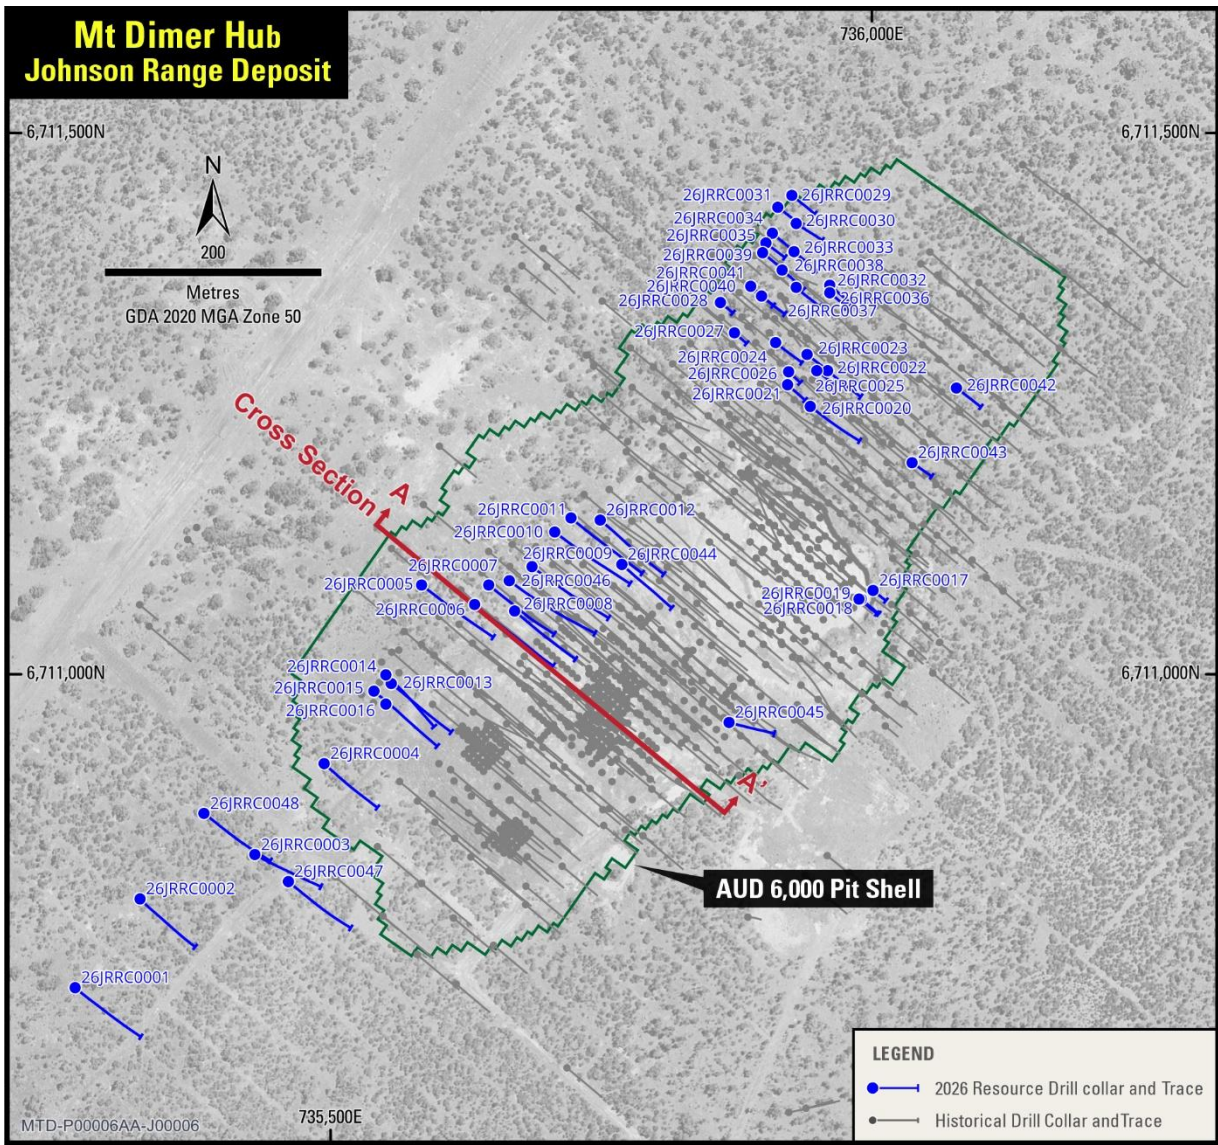 Mt Dimer Hub
Johnson Range Deposit
736,000E
6,711,500N
6,711,500N
N
200
Metres
GDA 2020 MGA Zone 50
26JRRC0031
26JRRC0029
26JRRC0034
26JRRC0030
26JRRC0035
26JRRC0033
26JRRC0039
26JRRC0038
26JRRC0041
26JRRC0032
26JRRC0040
26JRRC0036
26JRRC0028
26JRRC0037
26JRRC0027
26JRRC0023
26JRRC0024
26JRRC0022
26JRRC0026
26JRRC0025
26JRRC0042
26JRRC0021
26JRRC0020
26JRRC0043
Cross Section
A
26JRRC0011
26JRRC0012
26JRRC0010
26JRRC0009
26JRRC0044
26JRRC0007
26JRRC0005
26JRRC0046
26JRRC0017
26JRRC0019
26JRRC0006
26JRRC0008
26JRRC0018
26JRRC0014
6,711,000N
6,711,000N
26JRRC0013
26JRRC0015
26JRRC0016
26JRRC0045
26JRRC0004
A'
26JRRC0048
26JRRC0003
26JRRC0047
26JRRC0002
AUD 6,000 Pit Shell
26JRRC0001
LEGEND
2026 Resource Drill collar and Trace
Historical Drill Collar and Trace
735,500E
MTD-P00006AA-J00006